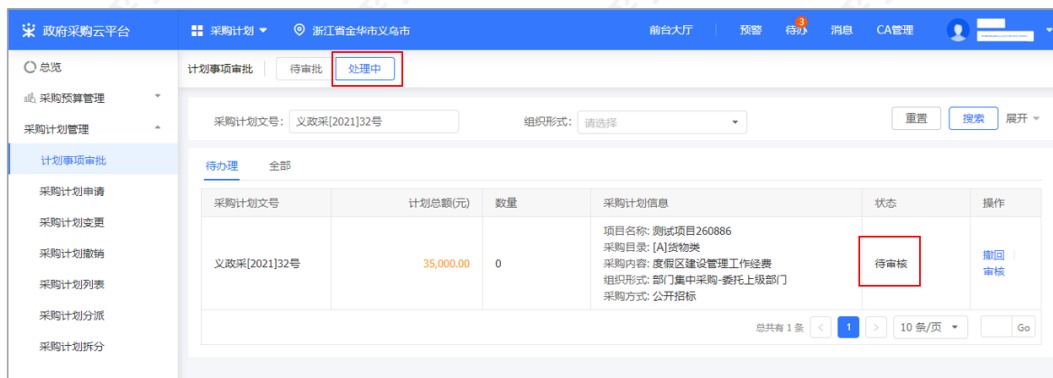 政府采购云平台
采购计划 浙江省金华市义乌市 前台大厅 预警 待办 3 消息 CA管理
总览
采购预算管理
采购计划管理
计划事项审批
采购计划申请
采购计划变更
采购计划撤销
采购计划列表
采购计划分派
采购计划拆分
计划事项审批 待审批 处理中
采购计划文号: 义政采[2021]32号 组织形式: 请选择 重置 搜索 展开
待办理 全部
采购计划文号 计划总额(元) 数量 采购计划信息 状态 操作
项目名称: 测试项目260886
采购目录: [A]货物类
义政采[2021]32号 35,000.00 0 采购内容: 度假区建设管理工作经费 待审核 撤回
组织形式: 部门集中采购-委托上级部门 审核
采购方式: 公开招标
总共有 1 条 < 1 > 10 条/页 Go